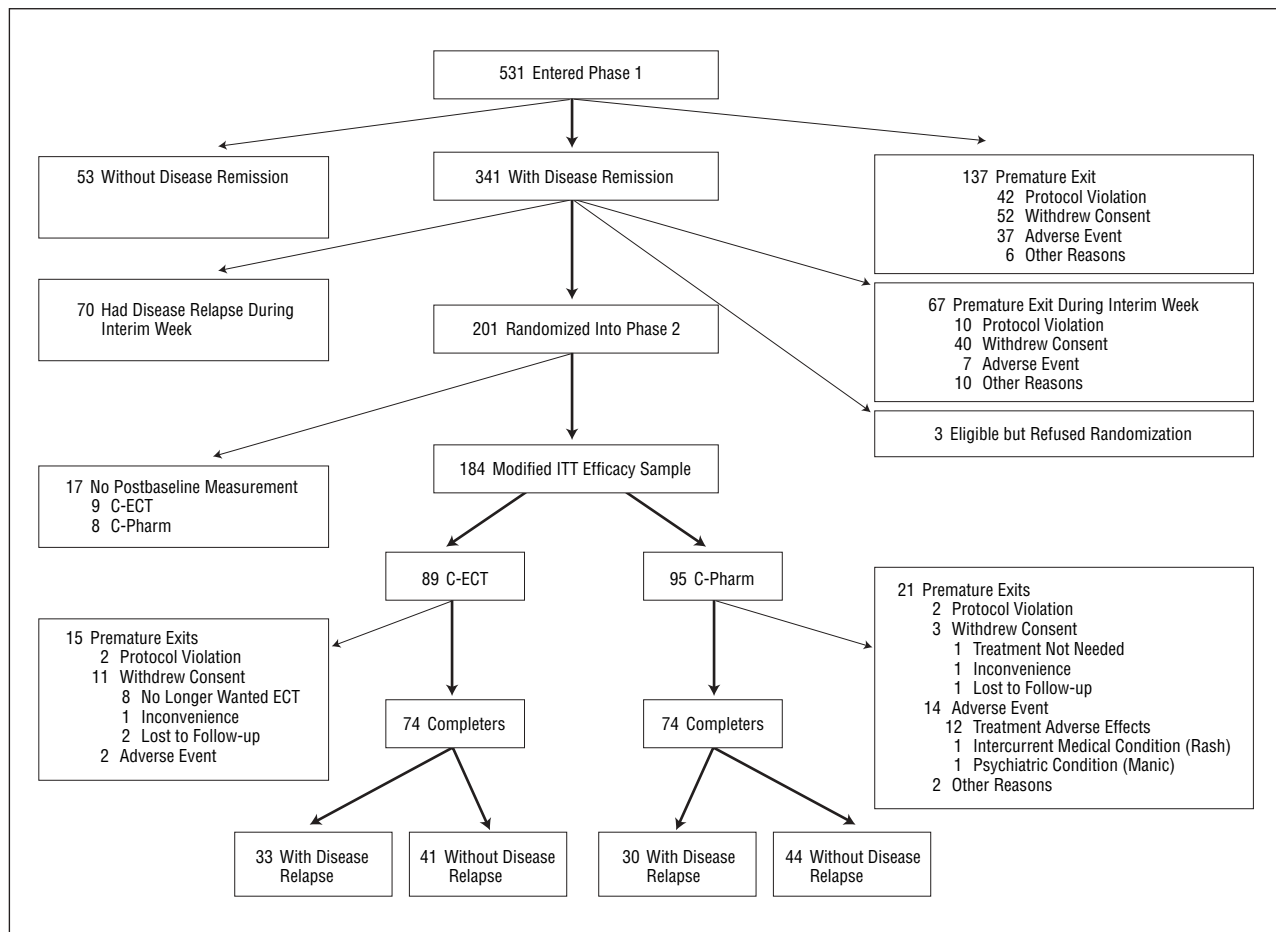 531 Entered Phase 1
53 Without Disease Remission
341 With Disease Remission
137 Premature Exit
42 Protocol Violation
52 Withdrew Consent
37 Adverse Event
6 Other Reasons
70 Had Disease Relapse During
Interim Week
201 Randomized Into Phase 2
67 Premature Exit During Interim Week
10 Protocol Violation
40 Withdrew Consent
7 Adverse Event
10 Other Reasons
3 Eligible but Refused Randomization
17 No Postbaseline Measurement
9 C-ECT
8 C-Pharm
184 Modified ITT Efficacy Sample
89 C-ECT
95 C-Pharm
15 Premature Exits
2 Protocol Violation
11 Withdrew Consent
8 No Longer Wanted ECT
1 Inconvenience
2 Lost to Follow-up
2 Adverse Event
21 Premature Exits
2 Protocol Violation
3 Withdrew Consent
1 Treatment Not Needed
1 Inconvenience
1 Lost to Follow-up
14 Adverse Event
12 Treatment Adverse Effects
1 Intercurrent Medical Condition (Rash)
1 Psychiatric Condition (Manic)
2 Other Reasons
74 Completers
74 Completers
33 With Disease
Relapse
41 Without Disease
Relapse
30 With Disease
Relapse
44 Without Disease
Relapse